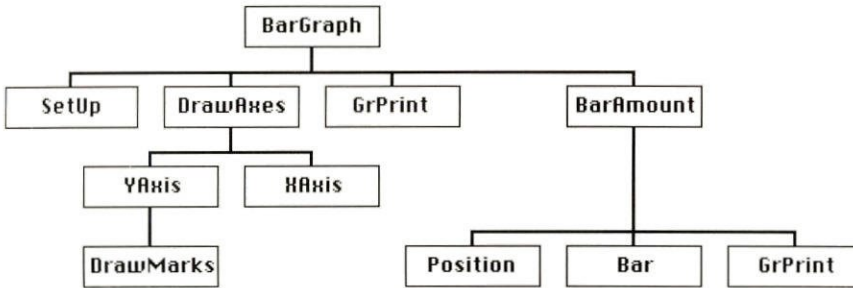 BarGraph
SetUp
DrawAxes
GrPrint
BarAmount
YAxis
XAxis
DrawMarks
Position
Bar
GrPrint